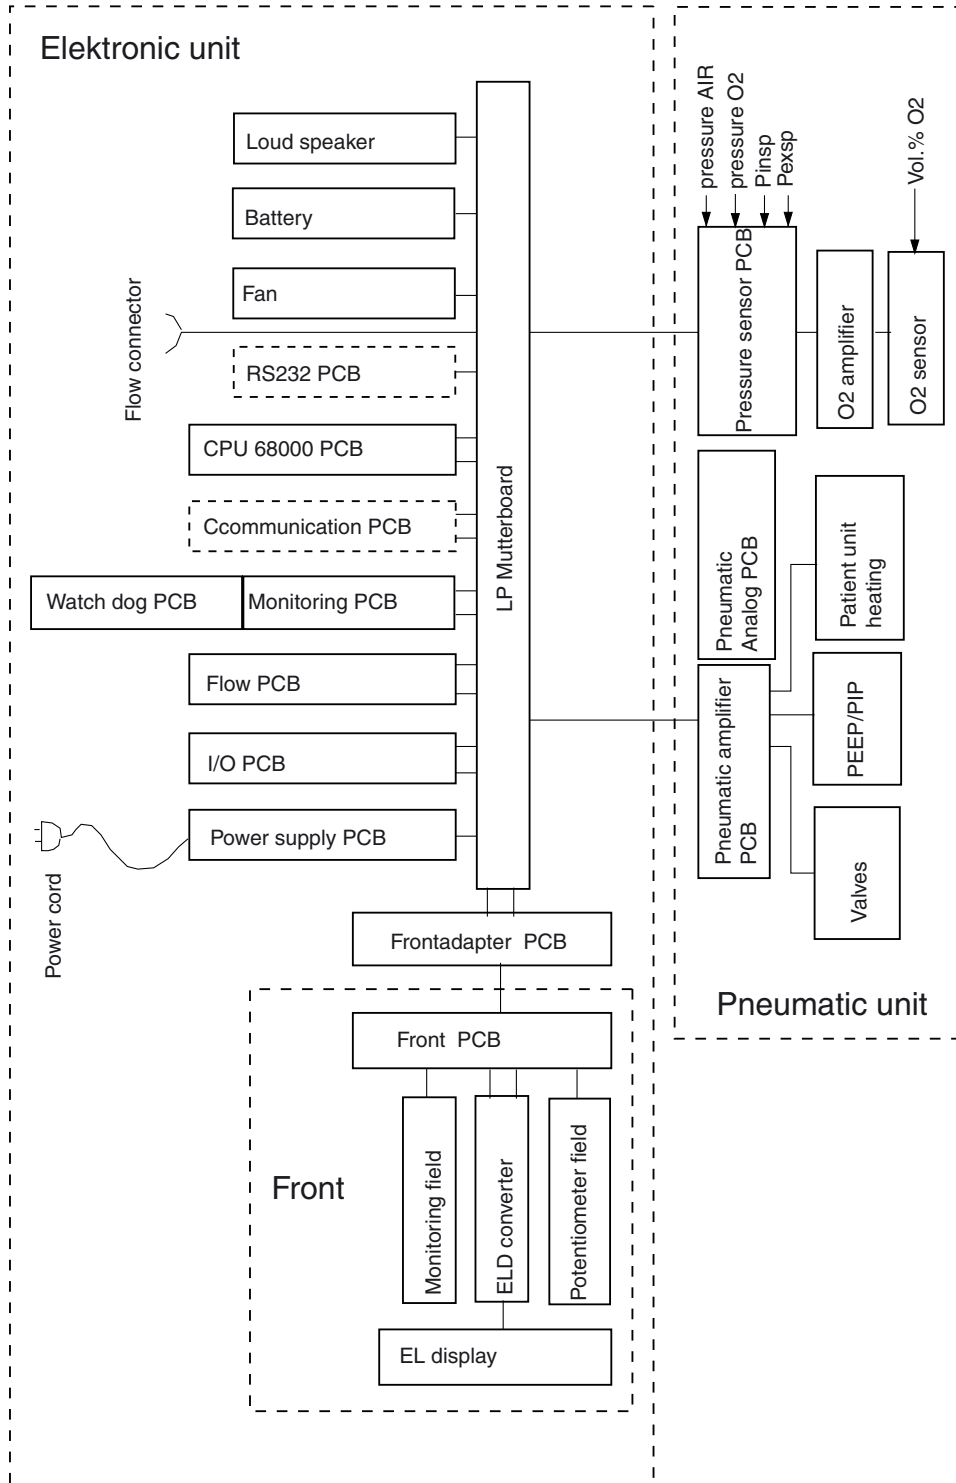 Elektronic unit
Loud speaker
Battery
Fan
Flow connector
RS232 PCB
CPU 68000 PCB
Ccommunication PCB
Watch dog PCB
Monitoring PCB
Flow PCB
I/O PCB
Power supply PCB
Power cord
LP Mutterboard
Frontadapter PCB
Front PCB
Front
Monitoring field
ELD converter
Potentiometer field
EL display
pressure AIR
pressure O2
Pinsp
Pexsp
Vol.% O2
Pressure sensor PCB
O2 amplifier
O2 sensor
Pneumatic
Analog PCB
Patient unit
heating
Pneumatic amplifier
PCB
PEEP/PIP
Valves
Pneumatic unit